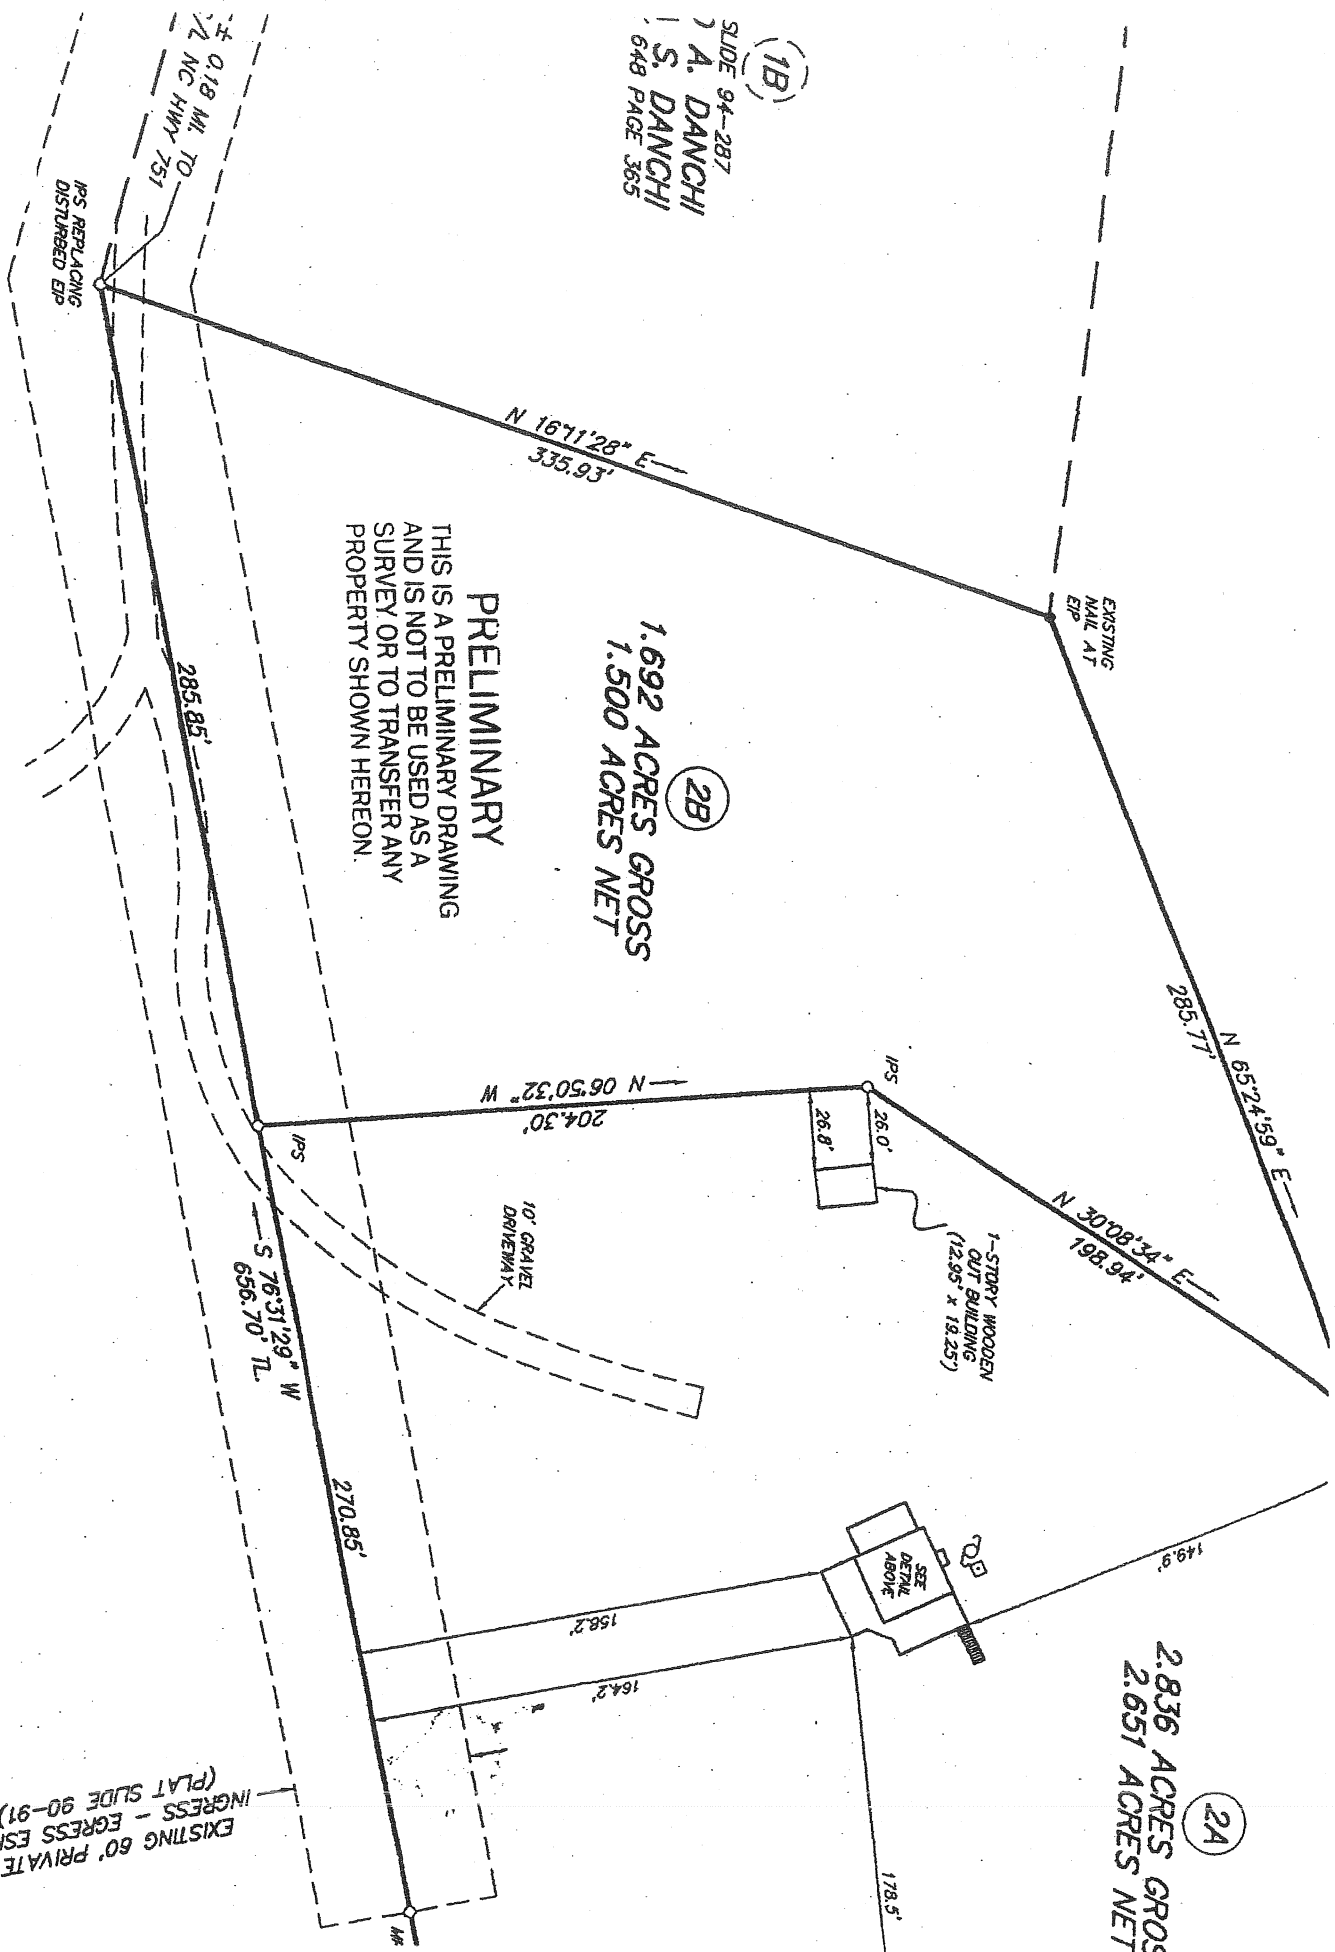 1B
SLIDE 94-287
A. DANCHI
S. DANCHI
648 PAGE 365
± 0.18 MI. TO
NC HWY 751
IPS REPLACING
DISTURBED EIP
EXISTING
NAIL AT
EIP
N 16°11'28" E
335.93'
N 65°24'59" E
285.77'
2B
1.692 ACRES GROSS
1.500 ACRES NET
PRELIMINARY
THIS IS A PRELIMINARY DRAWING
AND IS NOT TO BE USED AS A
SURVEY OR TO TRANSFER ANY
PROPERTY SHOWN HEREON.
285.85'
IPS
N 06°50'32" W
204.30'
IPS
26.0'
26.8'
1-STORY WOODEN
OUT BUILDING
(12.95' x 19.25')
N 30°08'34" E
198.94'
10' GRAVEL
DRIVEWAY
S 76°31'29" W
656.70' TL.
270.85'
SEE
DETAIL
ABOVE
149.9'
158.2'
164.2'
178.5'
2A
2.836 ACRES GROS
2.651 ACRES NET
EXISTING 60' PRIVATE
INGRESS - EGRESS ES
(PLAT SLIDE 90-91)